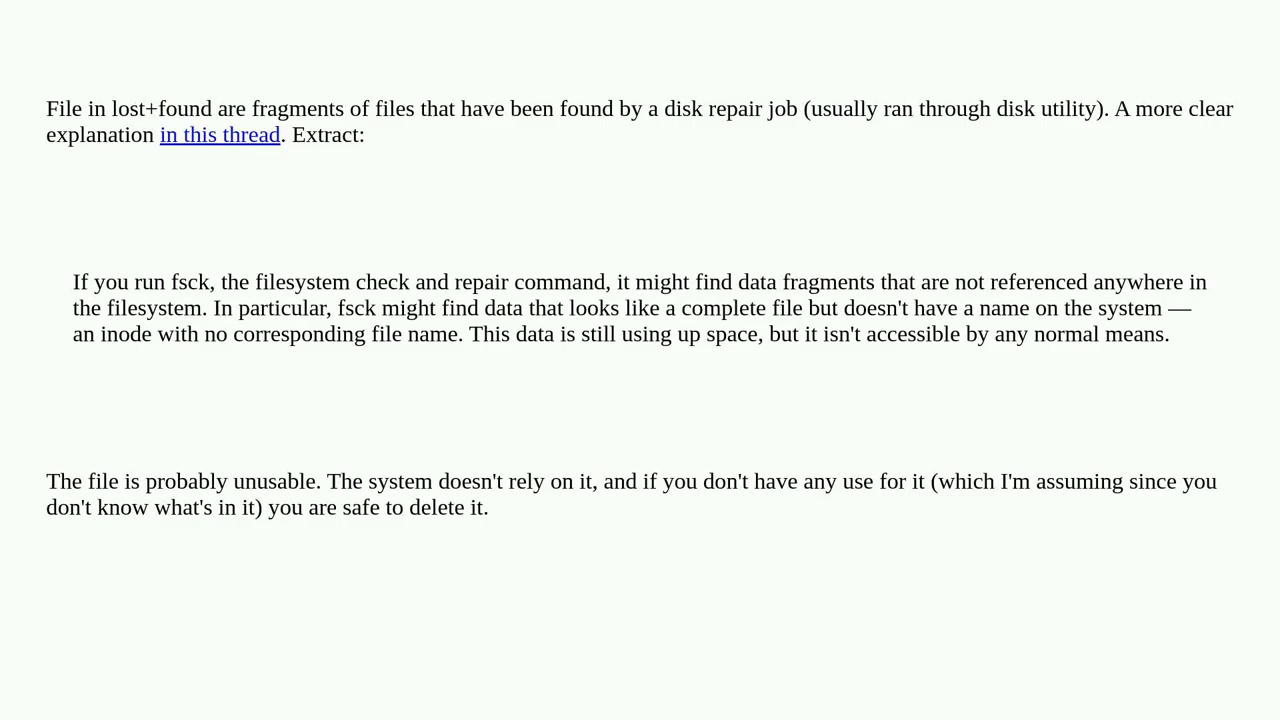 File in lost+found are fragments of files that have been found by a disk repair job (usually ran through disk utility). A more clear
explanation in this thread. Extract:
If you run fsck, the filesystem check and repair command, it might find data fragments that are not referenced anywhere in
the filesystem. In particular, fsck might find data that looks like a complete file but doesn't have a name on the system —
an inode with no corresponding file name. This data is still using up space, but it isn't accessible by any normal means.
The file is probably unusable. The system doesn't rely on it, and if you don't have any use for it (which I'm assuming since you
don't know what's in it) you are safe to delete it.